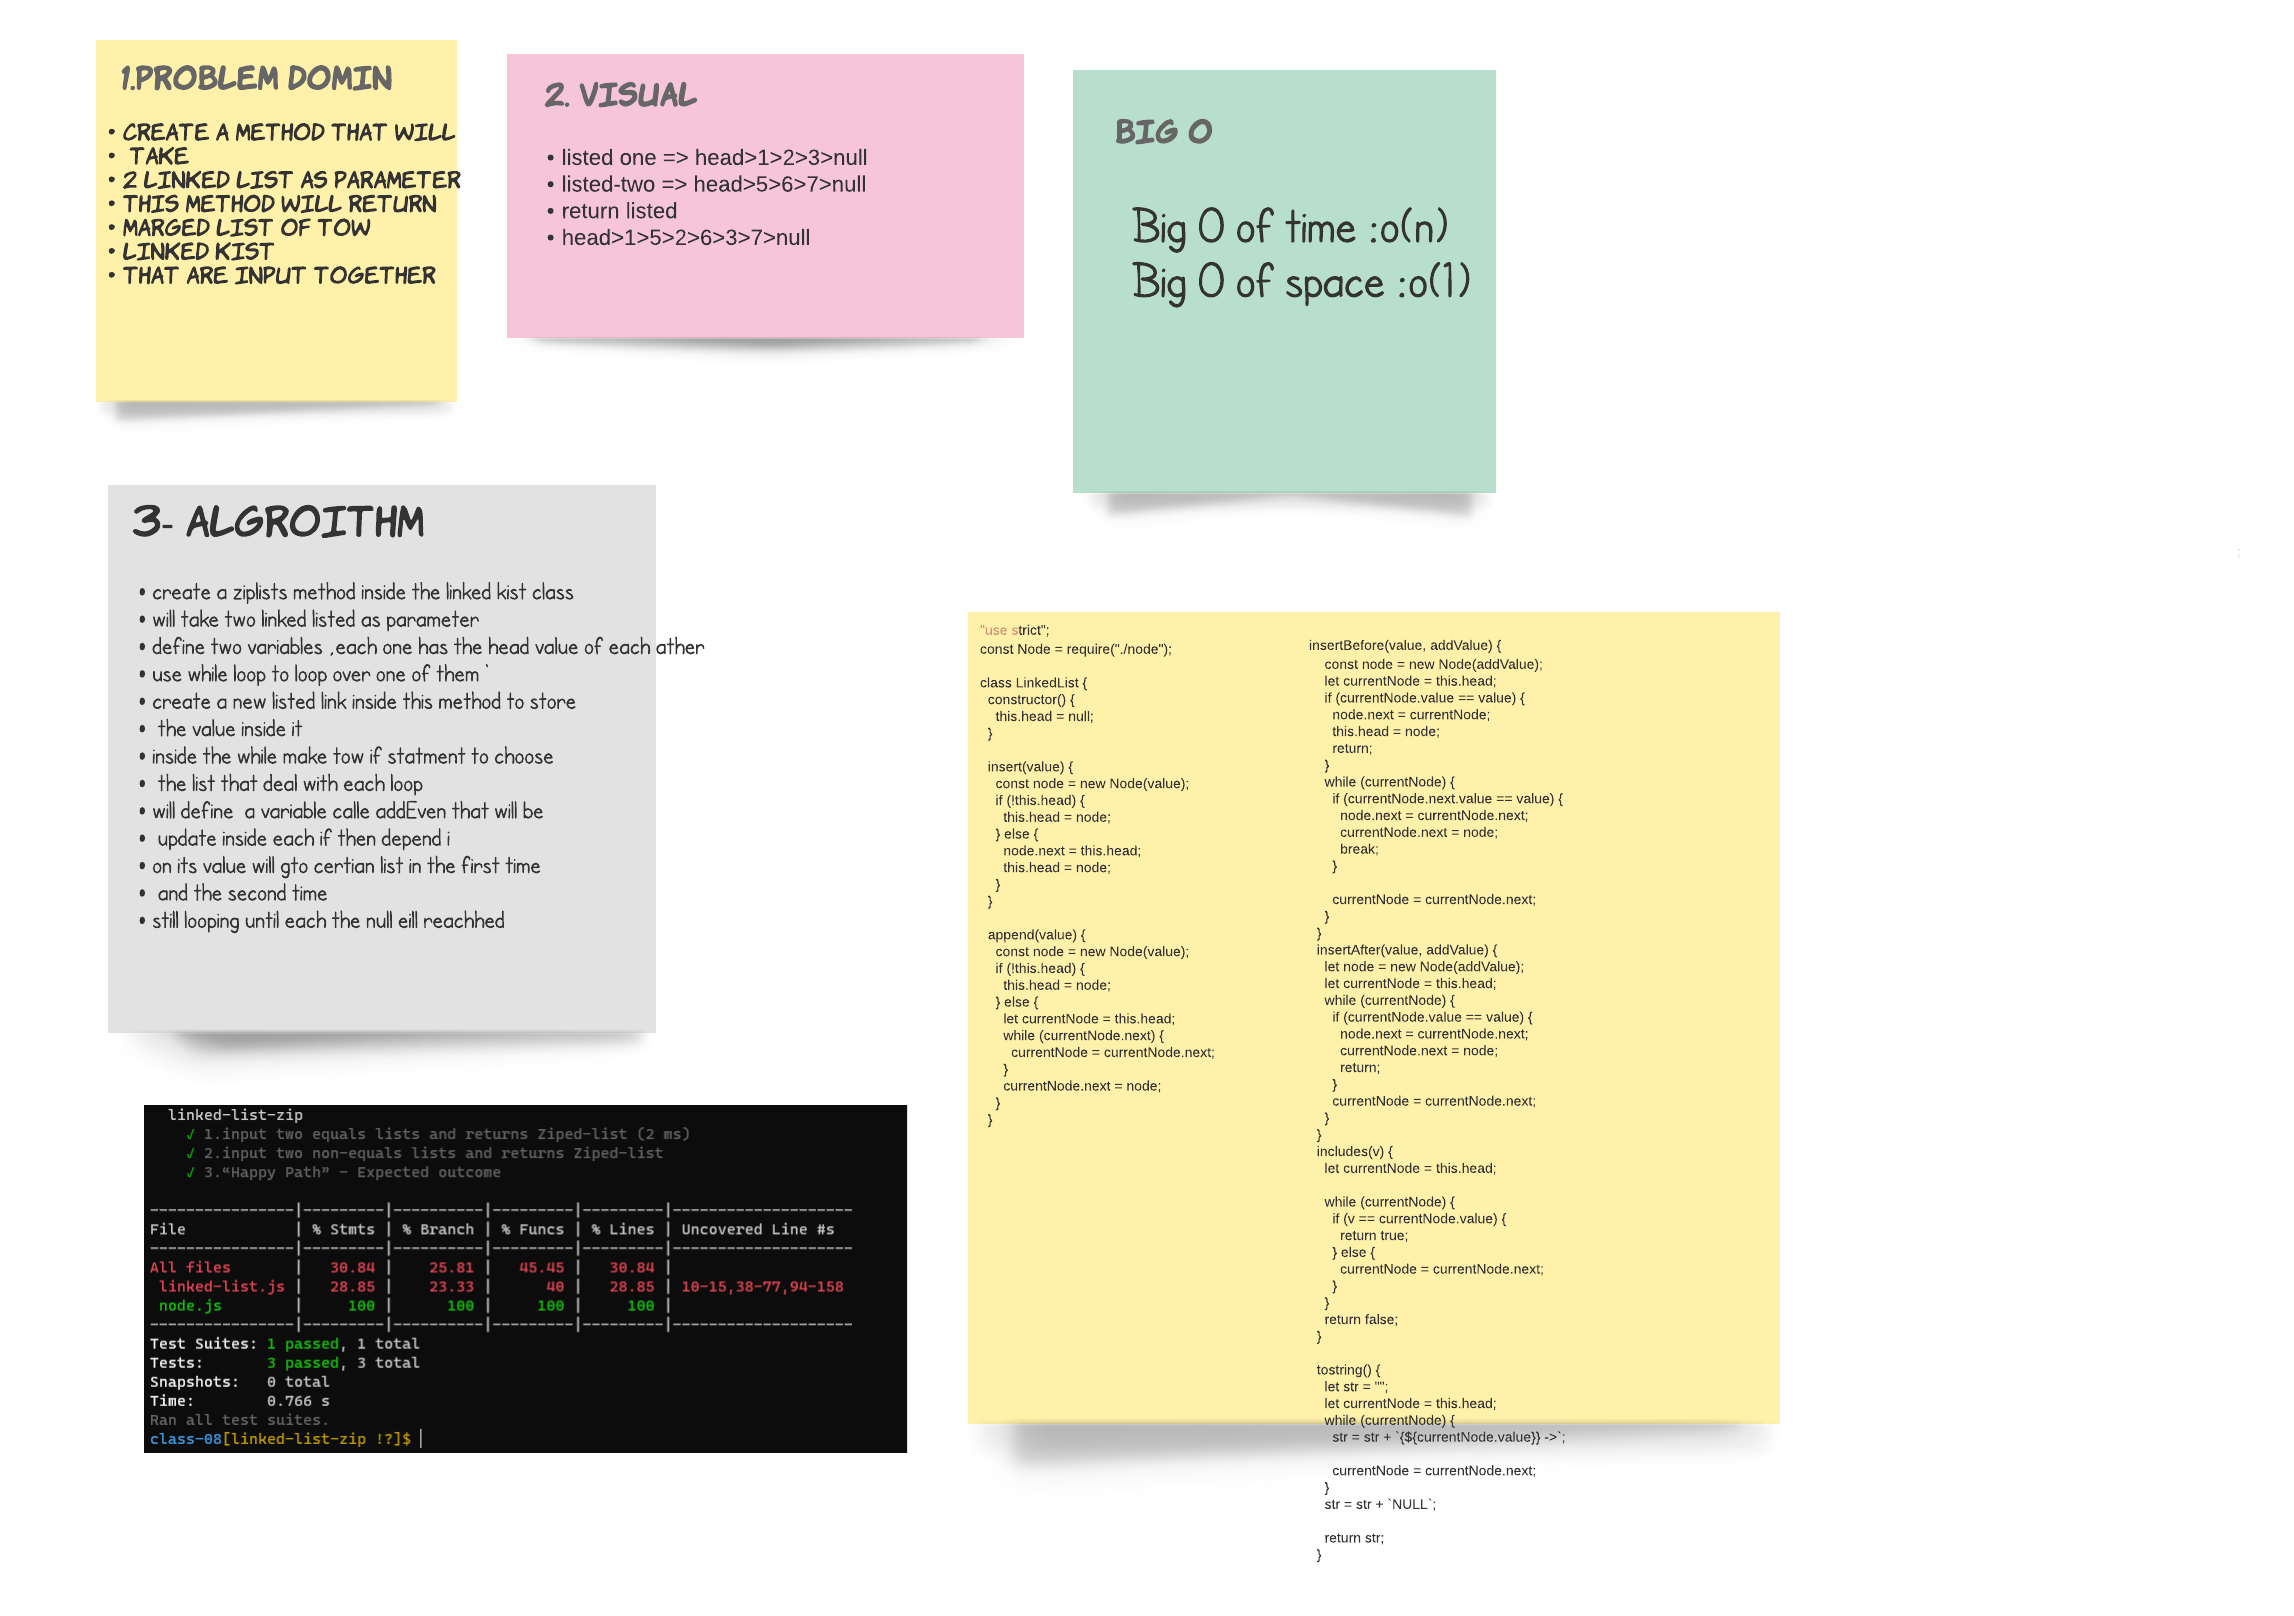 1.PROBLEM DOMIN
• CREATE A METHOD THAT WILL
• TAKE
• 2 LINKED LIST AS PARAMETER
• THIS METHOD WILL RETURN
• MARGED LIST OF TOW
• LINKED KIST
• THAT ARE INPUT TOGETHER
2. VISUAL
• listed one => head>1>2>3>null
• listed-two => head>5>6>7>null
• return listed
• head>1>5>2>6>3>7>null
BIG O
Big O of time :o(n)
Big O of space :o(1)
3- ALGROITHM
• create a ziplists method inside the linked kist class
• will take two linked listed as parameter
• define two variables ,each one has the head value of each ather
• use while loop to loop over one of them`
• create a new listed link inside this method to store
• the value inside it
• inside the while make tow if statment to choose
• the list that deal with each loop
• will define a variable calle addEven that will be
• update inside each if then depend i
• on its value will gto certian list in the first time
• and the second time
• still looping until each the null eill reachhed
linked-list-zip
√ 1.input two equals lists and returns Ziped-list (2 ms)
√ 2.input two non-equals lists and returns Ziped-list
√ 3.“Happy Path” - Expected outcome
----------------|---------|----------|---------|---------|--------------------
File | % Stmts | % Branch | % Funcs | % Lines | Uncovered Line #s
----------------|---------|----------|---------|---------|--------------------
All files | 30.84 | 25.81 | 45.45 | 30.84 |
linked-list.js | 28.85 | 23.33 | 40 | 28.85 | 10-15,38-77,94-158
node.js | 100 | 100 | 100 | 100 |
----------------|---------|----------|---------|---------|--------------------
Test Suites: 1 passed, 1 total
Tests: 3 passed, 3 total
Snapshots: 0 total
Time: 0.766 s
Ran all test suites.
class-08[linked-list-zip !?]$
"use strict";
const Node = require("./node");
class LinkedList {
constructor() {
this.head = null;
}
insert(value) {
const node = new Node(value);
if (!this.head) {
this.head = node;
} else {
node.next = this.head;
this.head = node;
}
}
append(value) {
const node = new Node(value);
if (!this.head) {
this.head = node;
} else {
let currentNode = this.head;
while (currentNode.next) {
currentNode = currentNode.next;
}
currentNode.next = node;
}
}
insertBefore(value, addValue) {
const node = new Node(addValue);
let currentNode = this.head;
if (currentNode.value == value) {
node.next = currentNode;
this.head = node;
return;
}
while (currentNode) {
if (currentNode.next.value == value) {
node.next = currentNode.next;
currentNode.next = node;
break;
}
currentNode = currentNode.next;
}
}
insertAfter(value, addValue) {
let node = new Node(addValue);
let currentNode = this.head;
while (currentNode) {
if (currentNode.value == value) {
node.next = currentNode.next;
currentNode.next = node;
return;
}
currentNode = currentNode.next;
}
}
includes(v) {
let currentNode = this.head;
while (currentNode) {
if (v == currentNode.value) {
return true;
} else {
currentNode = currentNode.next;
}
}
return false;
}
tostring() {
let str = "";
let currentNode = this.head;
while (currentNode) {
str = str + `{${currentNode.value}} ->`;
currentNode = currentNode.next;
}
str = str + `NULL`;
return str;
}